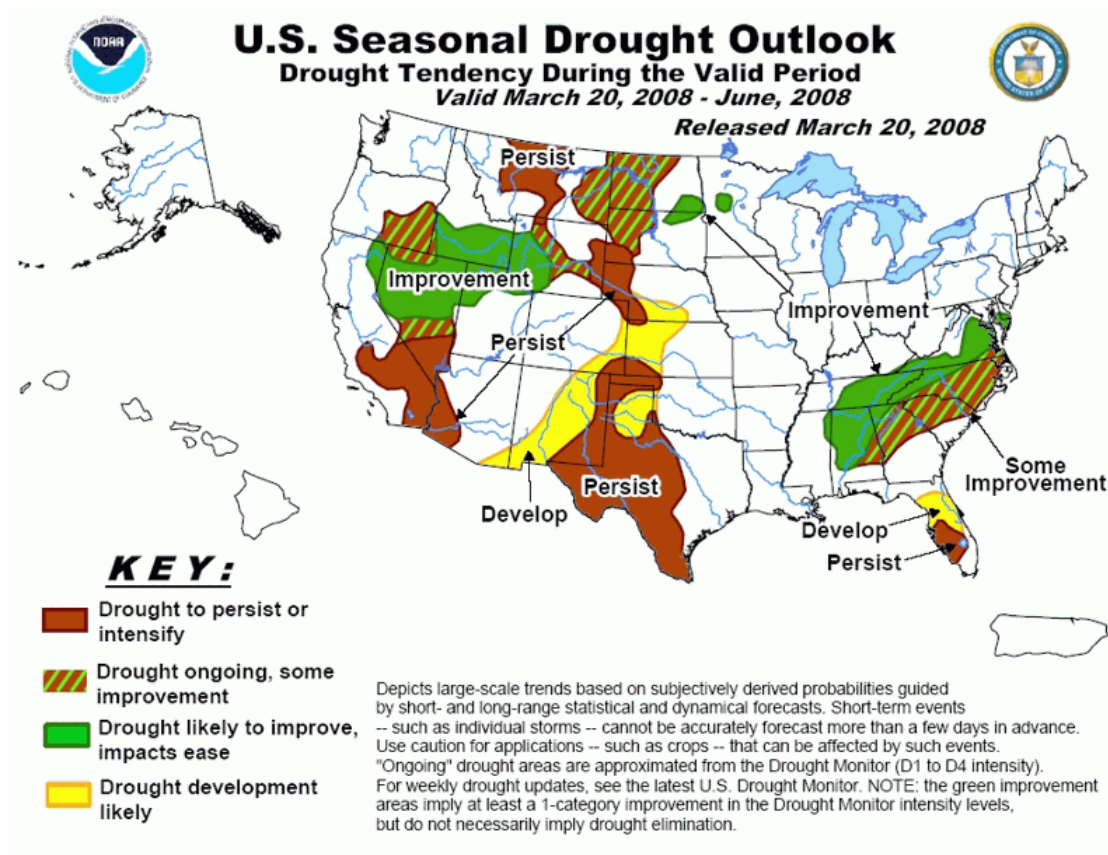 NOAA
U.S. Seasonal Drought Outlook
Drought Tendency During the Valid Period
Valid March 20, 2008 - June, 2008
Released March 20, 2008
Persist
Improvement
Improvement
Persist
Some
Improvement
Persist
Develop
Develop
Persist
KEY:
Drought to persist or
intensify
Drought ongoing, some
improvement
Drought likely to improve,
impacts ease
Drought development
likely
Depicts large-scale trends based on subjectively derived probabilities guided
by short- and long-range statistical and dynamical forecasts. Short-term events
-- such as individual storms -- cannot be accurately forecast more than a few days in advance.
Use caution for applications -- such as crops -- that can be affected by such events.
"Ongoing" drought areas are approximated from the Drought Monitor (D1 to D4 intensity).
For weekly drought updates, see the latest U.S. Drought Monitor. NOTE: the green improvement
areas imply at least a 1-category improvement in the Drought Monitor intensity levels,
but do not necessarily imply drought elimination.